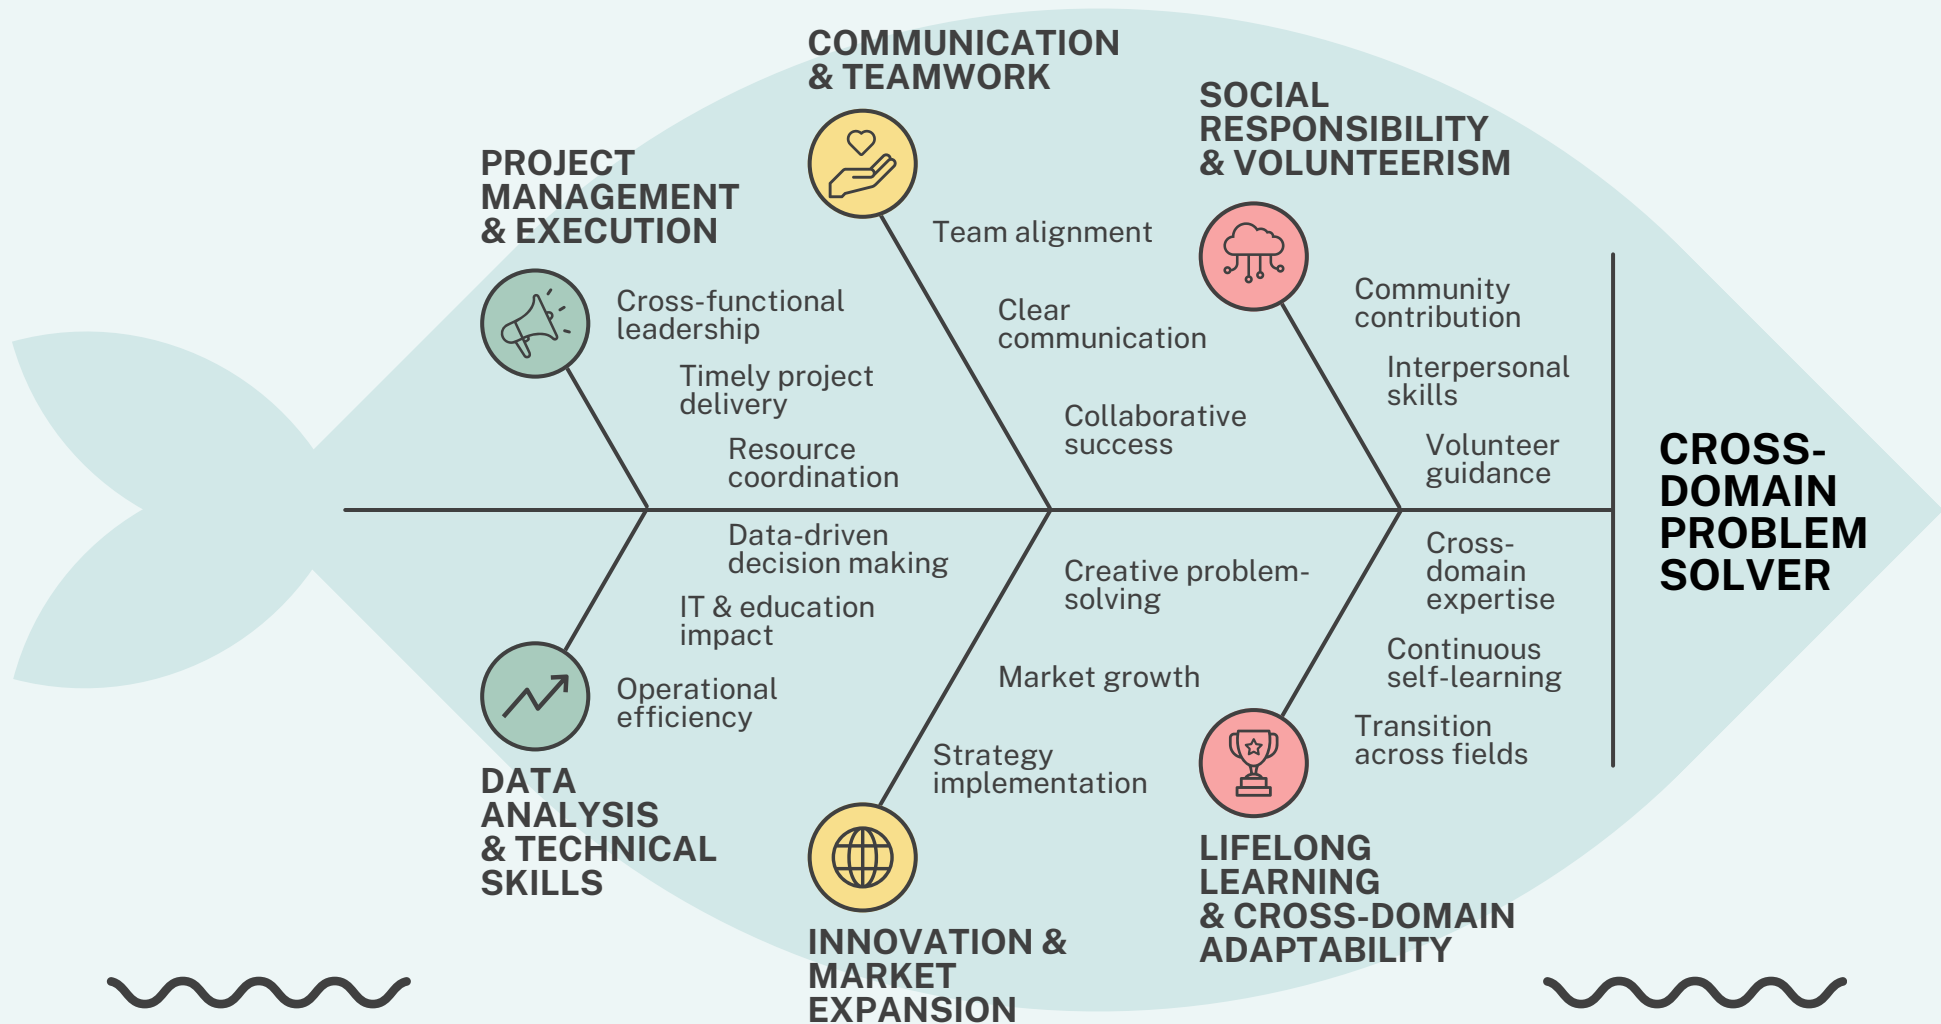 COMMUNICATION
& TEAMWORK
SOCIAL
RESPONSIBILITY
& VOLUNTEERISM
PROJECT
MANAGEMENT
& EXECUTION
Team alignment
Clear
communication
Collaborative
success
Community
contribution
Interpersonal
skills
Volunteer
guidance
Cross-functional
leadership
Timely project
delivery
Resource
coordination
CROSS-
DOMAIN
PROBLEM
SOLVER
Data-driven
decision making
IT & education
impact
Operational
efficiency
DATA
ANALYSIS
& TECHNICAL
SKILLS
Creative problem-
solving
Market growth
Strategy
implementation
INNOVATION &
MARKET
EXPANSION
Cross-
domain
expertise
Continuous
self-learning
Transition
across fields
LIFELONG
LEARNING
& CROSS-DOMAIN
ADAPTABILITY